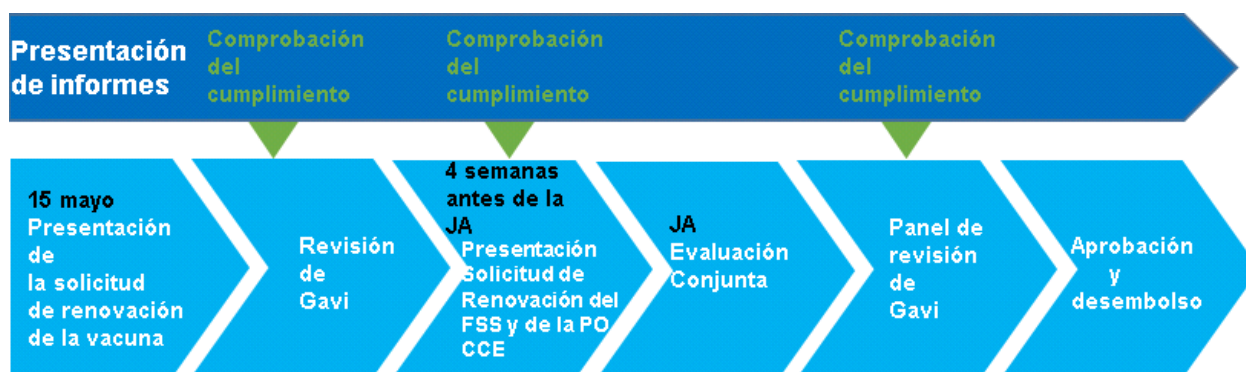 Presentación
de informes
Comprobación
del
cumplimiento
Comprobación
del
cumplimiento
Comprobación
del
cumplimiento
15 mayo
Presentación
de
la solicitud
de renovación
de la vacuna
Revisión
de
Gavi
4 semanas
antes de la
JA
Presentación
Solicitud de
Renovación del
FSS y de la PO
CCE
JA
Evaluación
Conjunta
Panel de
revisión
de
Gavi
Aprobación
y
desembolso